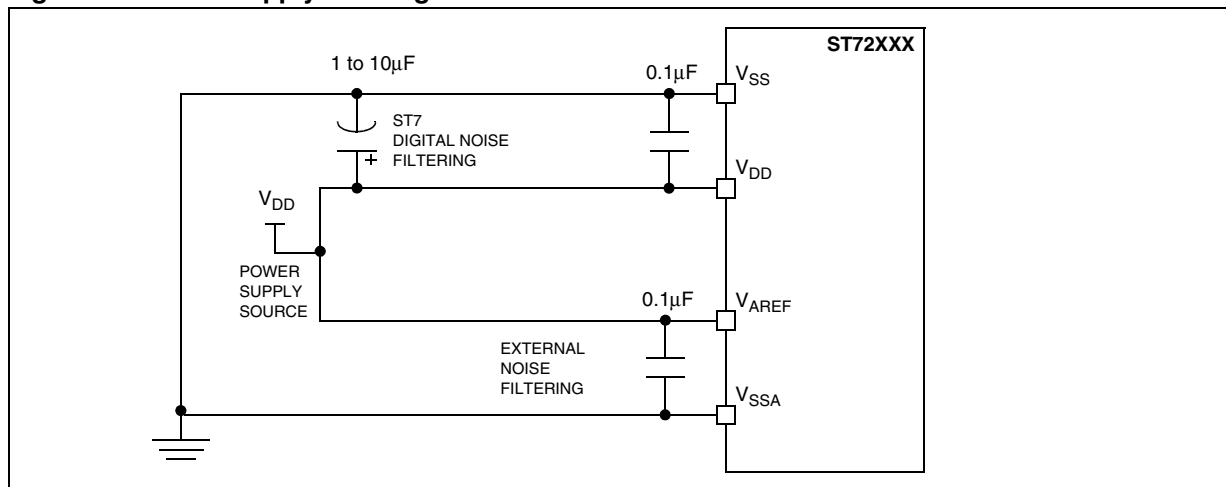 ST72XXX
1 to 10μF
0.1μF
VSS
ST7
DIGITAL NOISE
FILTERING
+
VDD
VDD
POWER
SUPPLY
SOURCE
0.1μF
VAREF
EXTERNAL
NOISE
FILTERING
VSSA